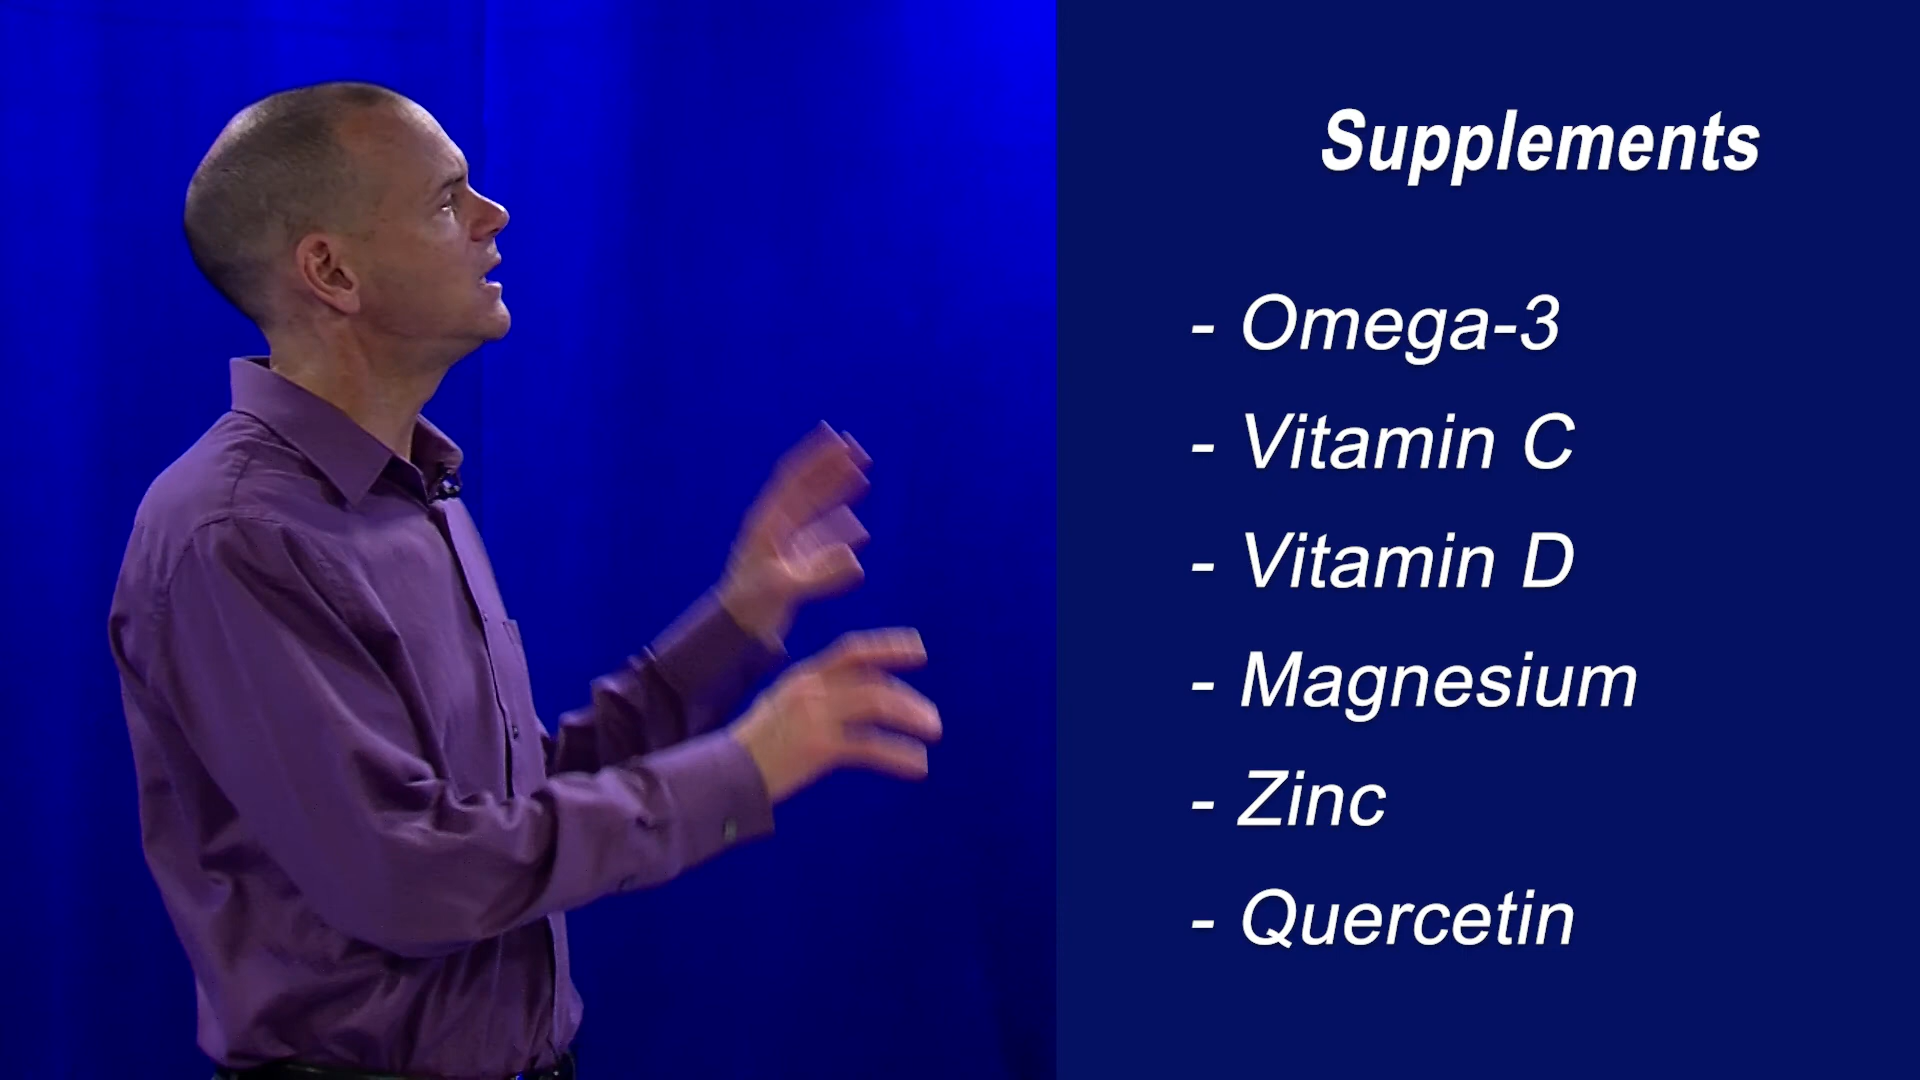 Supplements
- Omega-3
- Vitamin C
- Vitamin D
- Magnesium
- Zinc
- Quercetin